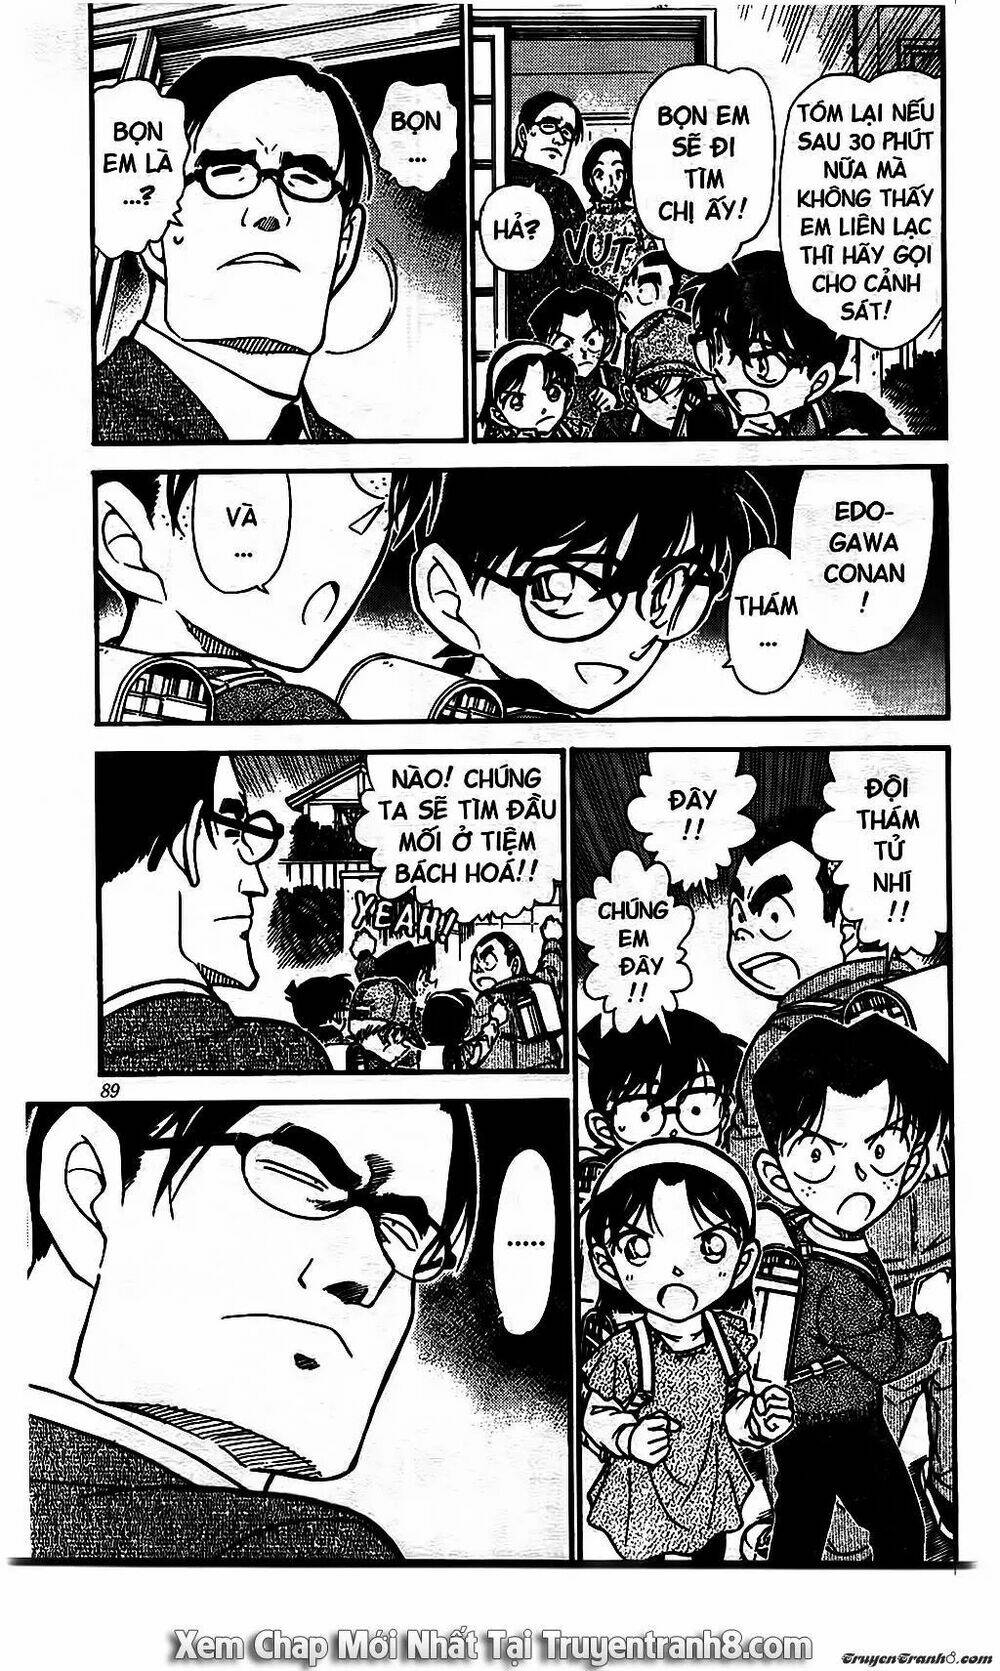 TÓM LẠI NẾU
SAU 30 PHÚT
NỮA MÀ
KHÔNG THẤY
EM LIÊN LẠC
THÌ HÃY GỌI
CHO CẢNH
SÁT!
BỌN EM
SẼ ĐI
TÌM
CHỊ ẤY!
HẢ?
VỤT
BỌN
...
BỌN
EM LÀ
...?
EDO-
GAWA
CONAN
!
THÁM
...
VÀ
...
ĐỘI
THÁM
TỬ
NHÍ
!!
ĐÂY
!!
CHÚNG
EM
ĐÂY
!!
NÀO! CHÚNG
TA SẼ TÌM ĐẦU
MỐI Ở TIỆM
BÁCH HOÁ!!
YEAH!
89
......
Xem Chap Mới Nhất Tại Truyentranh8.com
TruyenTranh8.com